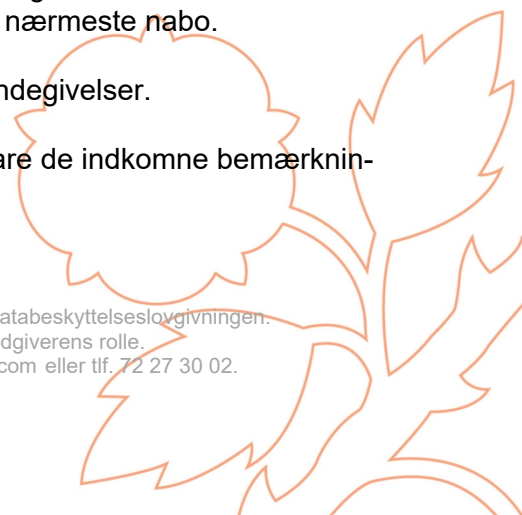 nærmeste nabo.
ndegivelser.
are de indkomne bemærknin-
atabeskyttelseslovgivningen.
dgiverens rolle.
com eller tlf. 72 27 30 02.